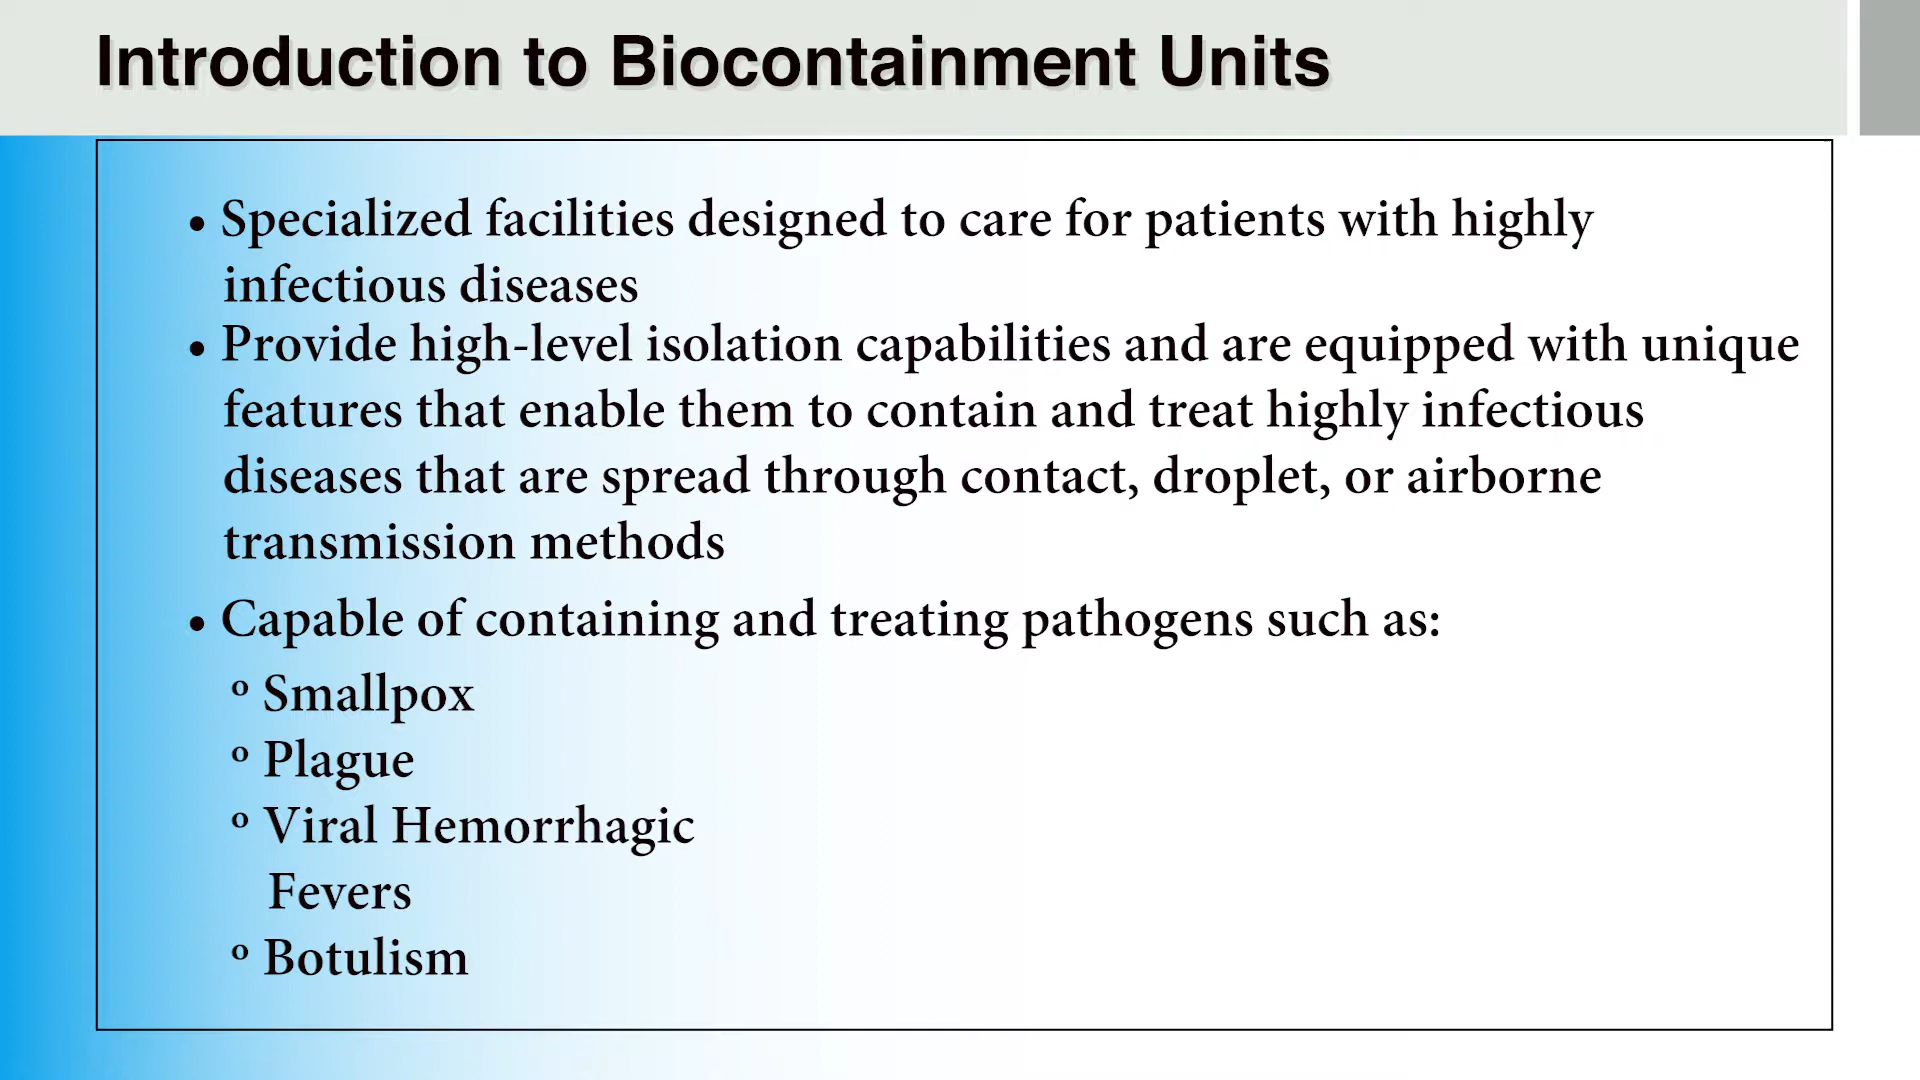 Introduction to Biocontainment Units
• Specialized facilities designed to care for patients with highly
infectious diseases
• Provide high-level isolation capabilities and are equipped with unique
features that enable them to contain and treat highly infectious
diseases that are spread through contact, droplet, or airborne
transmission methods
• Capable of containing and treating pathogens such as:
º Smallpox
º Plague
º Viral Hemorrhagic
Fevers
º Botulism